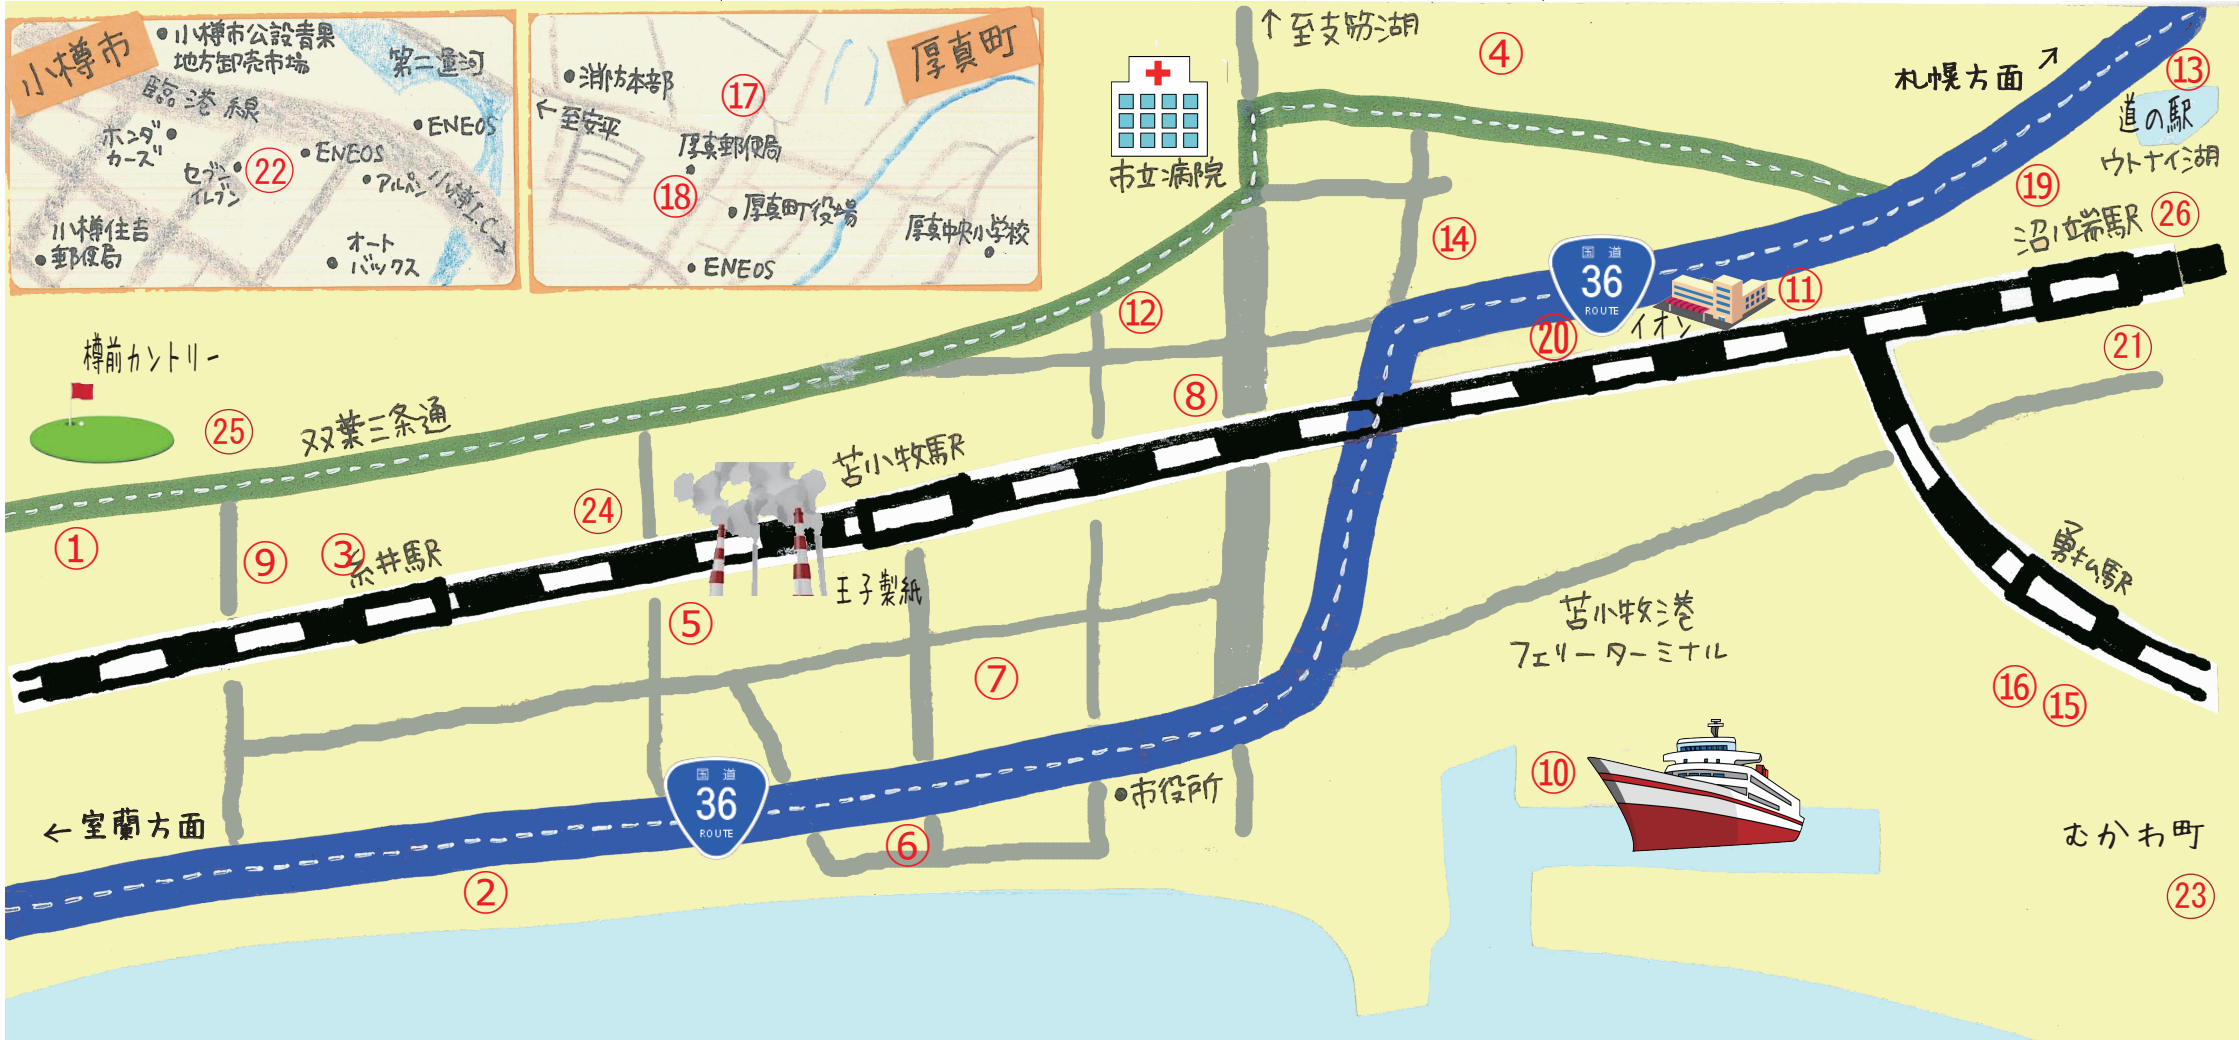 小樽市
小樽市公設青果
地方卸売市場
第二量河
臨港線
ホンダ
カーズ
ENEOS
ENEOS
セブン
イレブン
㉒
アルペン
小樽I.C→
小樽住吉
郵便局
オート
バックス
厚真町
消防本部
⑰
←至安平
厚真郵便局
⑱
厚真町役場
厚真中央小学校
ENEOS
↑至支笏湖
④
札幌方面↗
⑬
道の駅
ウトナイ湖
市立病院
⑲
沼ノ端駅
㉖
⑭
国道
36
ROUTE
⑪
イオン
⑳
⑫
㉑
樽前カントリー
㉕
双葉三条通
⑧
苫小牧駅
㉔
①
⑨
③
糸井駅
王子製紙
⑤
勇払駅
苫小牧港
フェリーターミナル
⑦
⑯
⑮
⑩
国道
36
ROUTE
市役所
←室蘭方面
⑥
②
むかわ町
㉓